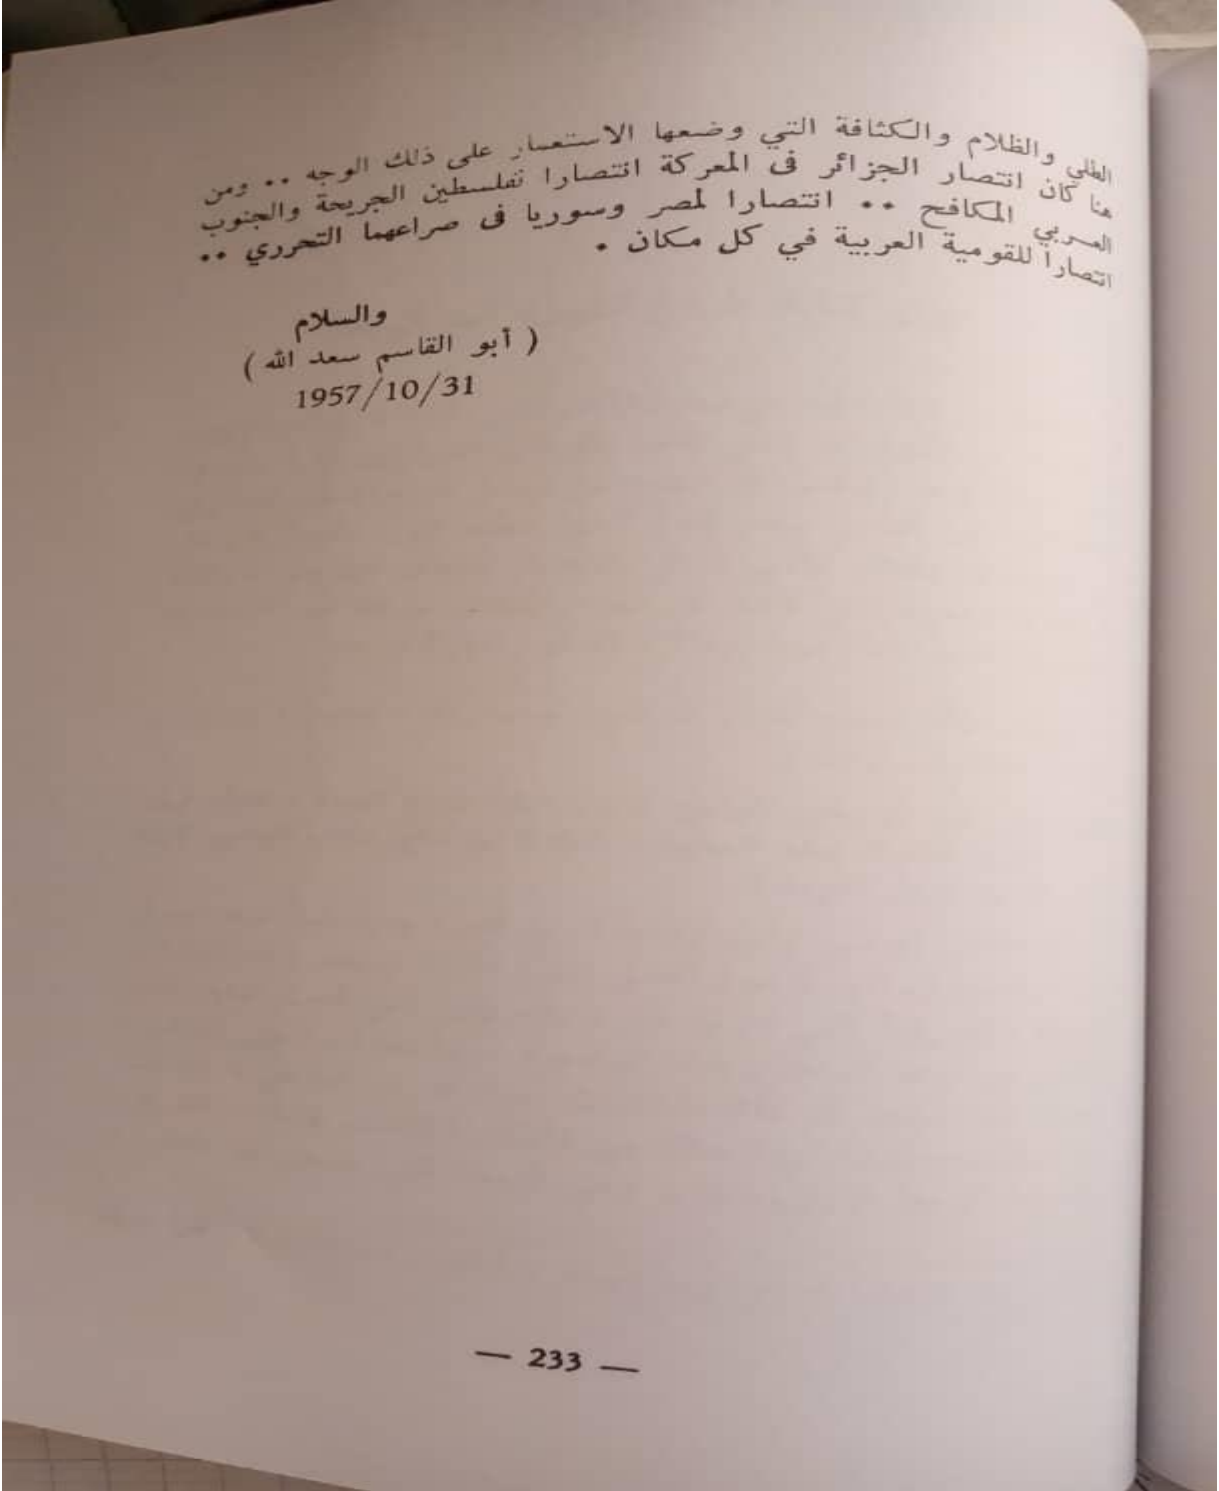 الطلي والظلام والكثافة التي وضعها الاستعمار على ذلك الوجه .. ومن
هنا كان انتصار الجزائر فى المعركة انتصارا لفلسطين الجريحة والجنوب
العربي المكافح .. انتصارا لمصر وسوريا فى صراعهما التحرري ..
انتصاراً للقومية العربية في كل مكان .
والسلام
( أبو القاسم سعد الله )
1957/10/31
— 233 —